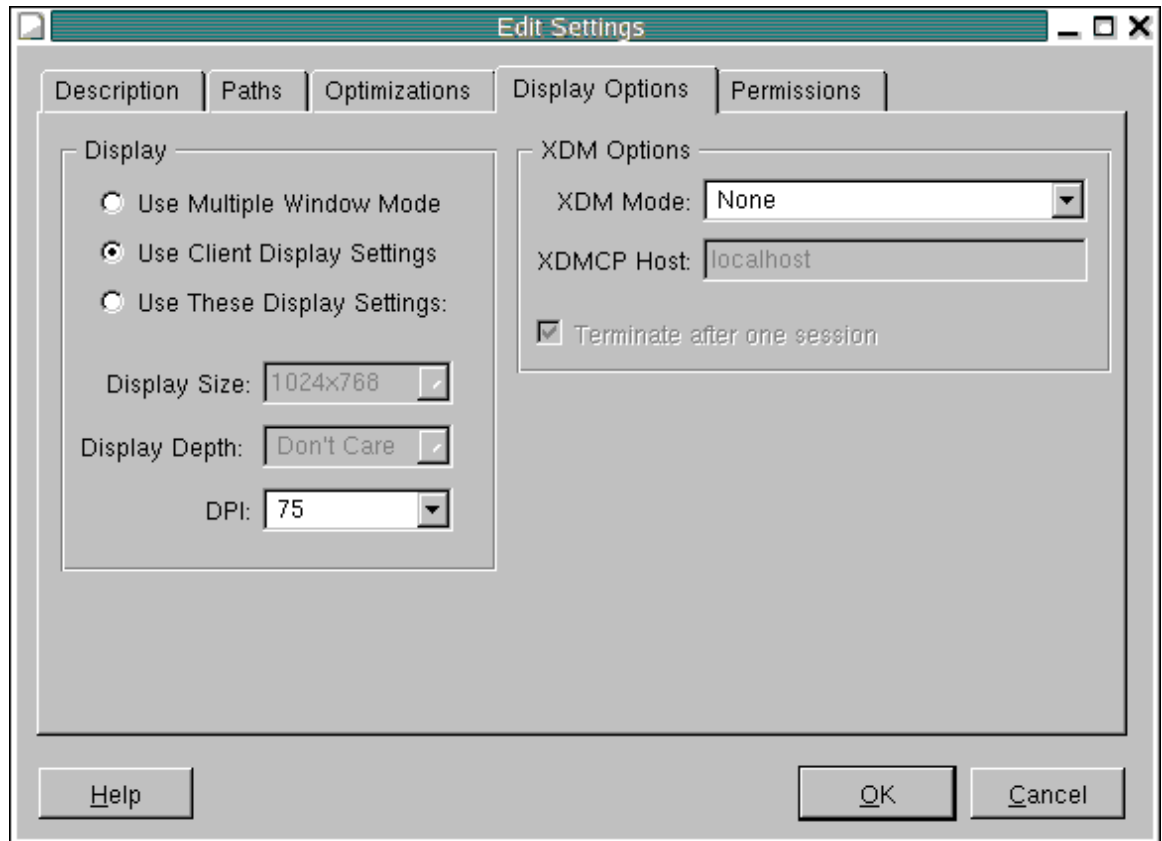 Edit Settings
Description Paths Optimizations Display Options Permissions
Display
Use Multiple Window Mode
Use Client Display Settings
Use These Display Settings:
Display Size: 1024x768
Display Depth: Don't Care
DPI: 75
XDM Options
XDM Mode: None
XDMCP Host: localhost
Terminate after one session
Help OK Cancel